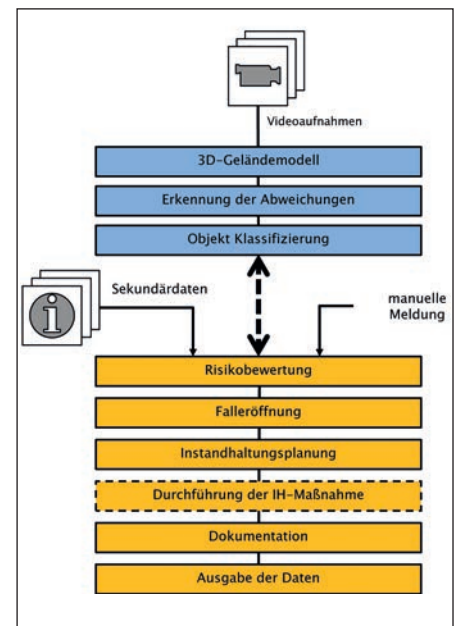 Videoaufnahmen
3D-Geländemodell
Erkennung der Abweichungen
Objekt Klassifizierung
Sekundärdaten
manuelle
Meldung
Risikobewertung
Falleröffnung
Instandhaltungsplanung
Durchführung der IH-Maßnahme
Dokumentation
Ausgabe der Daten